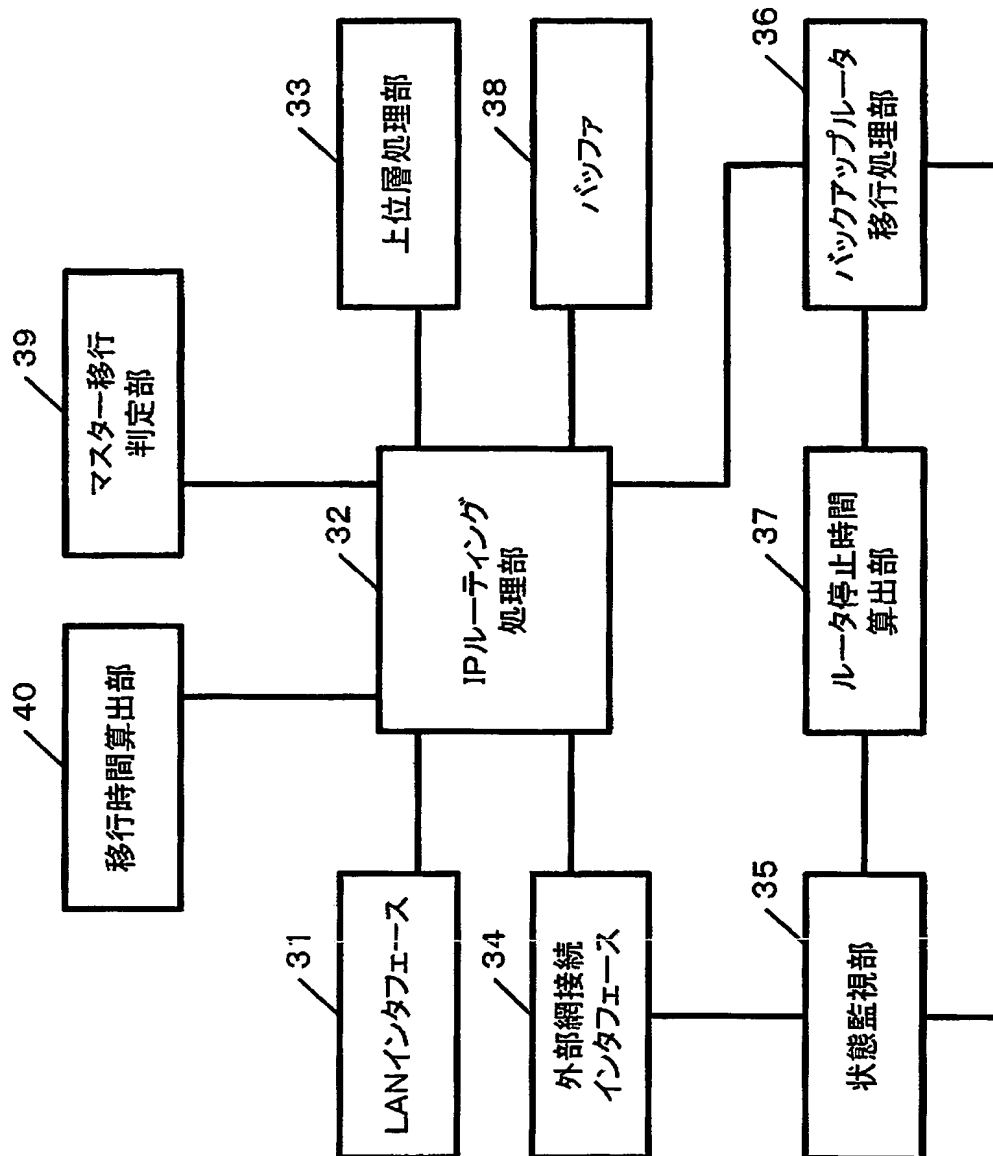 40
移行時間算出部
39
マスター移行
判定部
31
LANインタフェース
32
IPルーティング
処理部
33
上位層処理部
34
外部網接続
インタフェース
38
バッファ
35
状態監視部
37
ルータ停止時間
算出部
36
バックアップルータ
移行処理部